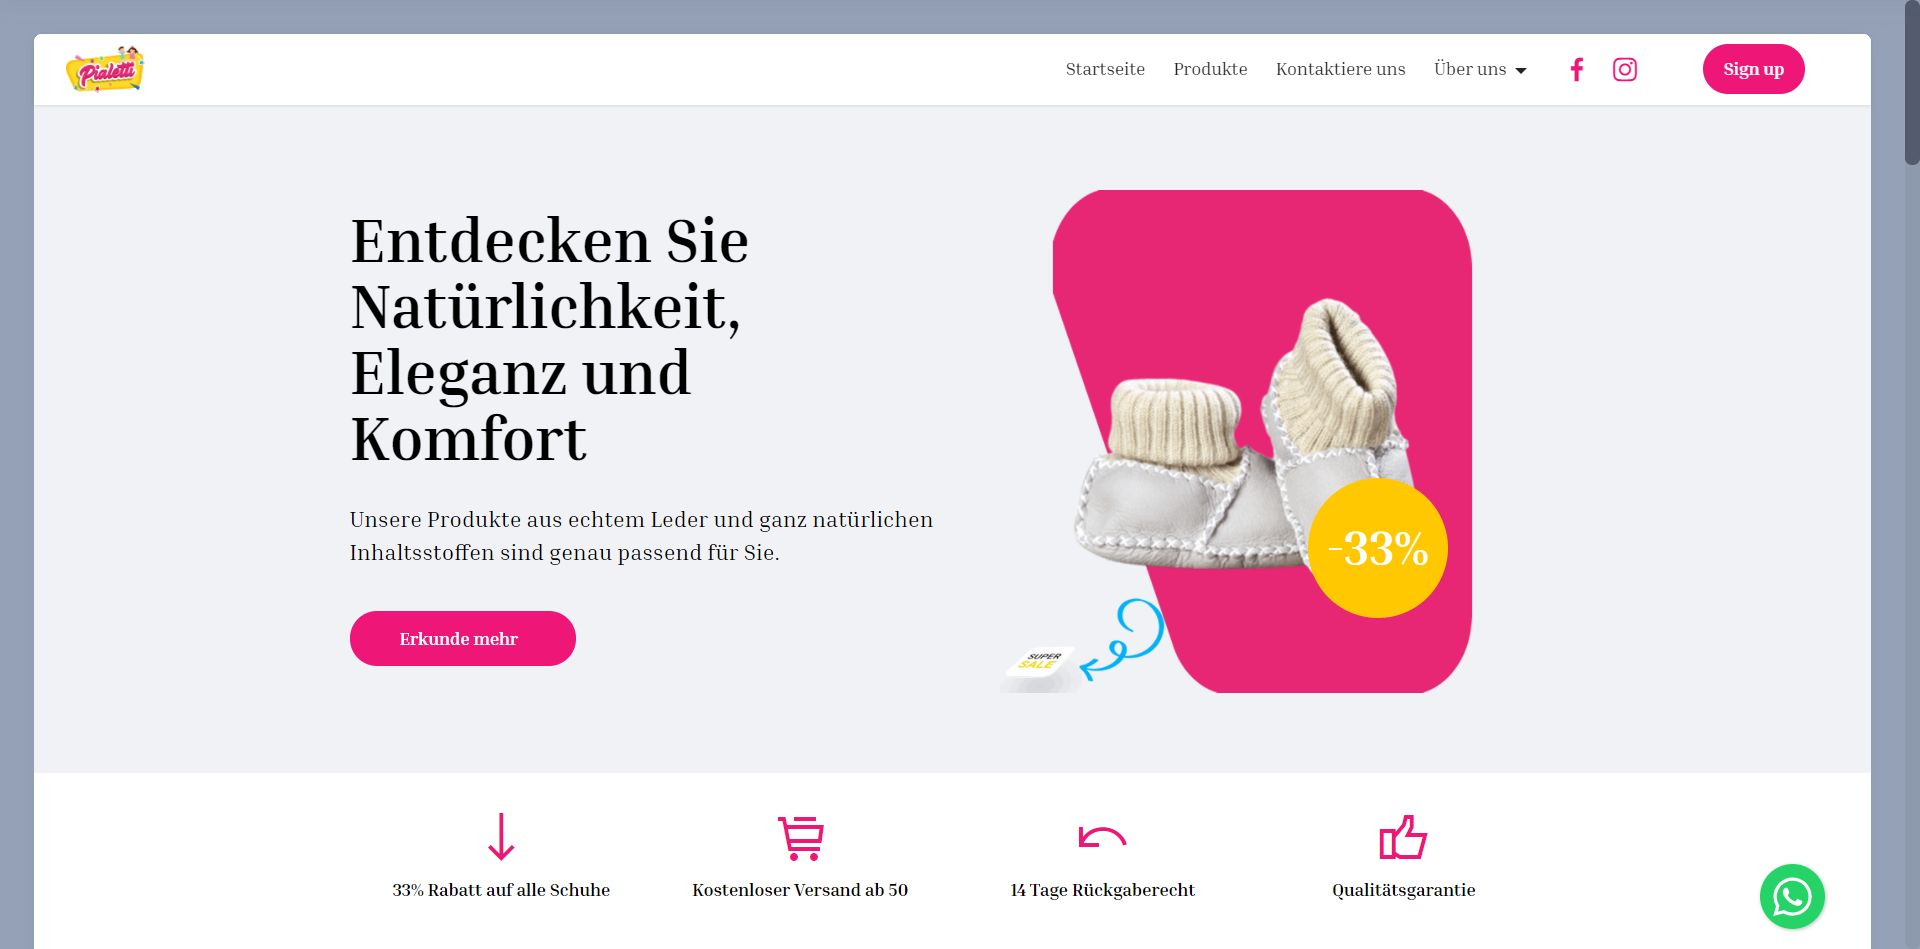 Pialetti
Startseite
Produkte
Kontaktiere uns
Über uns
Sign up
Entdecken Sie
Natürlichkeit,
Eleganz und
Komfort
Unsere Produkte aus echtem Leder und ganz natürlichen
Inhaltsstoffen sind genau passend für Sie.
Erkunde mehr
-33%
SUPER
SALE
33% Rabatt auf alle Schuhe
Kostenloser Versand ab 50
14 Tage Rückgaberecht
Qualitätsgarantie